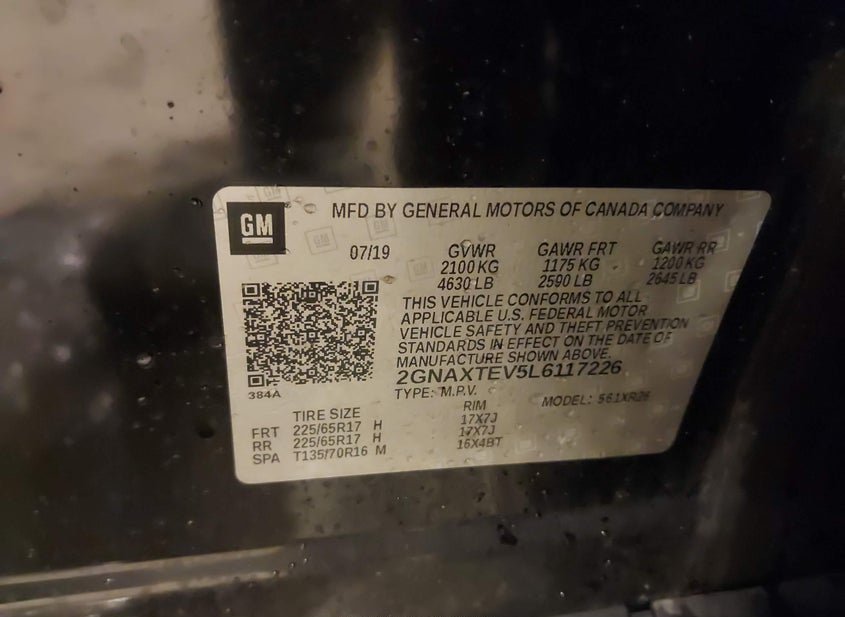 GM
MFD BY GENERAL MOTORS OF CANADA COMPANY
07/19 GVWR GAWR FRT GAWR RR
2100 KG 1175 KG 1200 KG
4630 LB 2590 LB 2645 LB
THIS VEHICLE CONFORMS TO ALL
APPLICABLE U.S. FEDERAL MOTOR
VEHICLE SAFETY AND THEFT PREVENTION
STANDARDS IN EFFECT ON THE DATE OF
MANUFACTURE SHOWN ABOVE.
2GNAXTEV5L6117226
384A TYPE: M.P.V. MODEL: 561XR26
TIRE SIZE RIM
FRT 225/65R17 H 17X7J
RR 225/65R17 H 17X7J
SPA T135/70R16 M 16X4BT